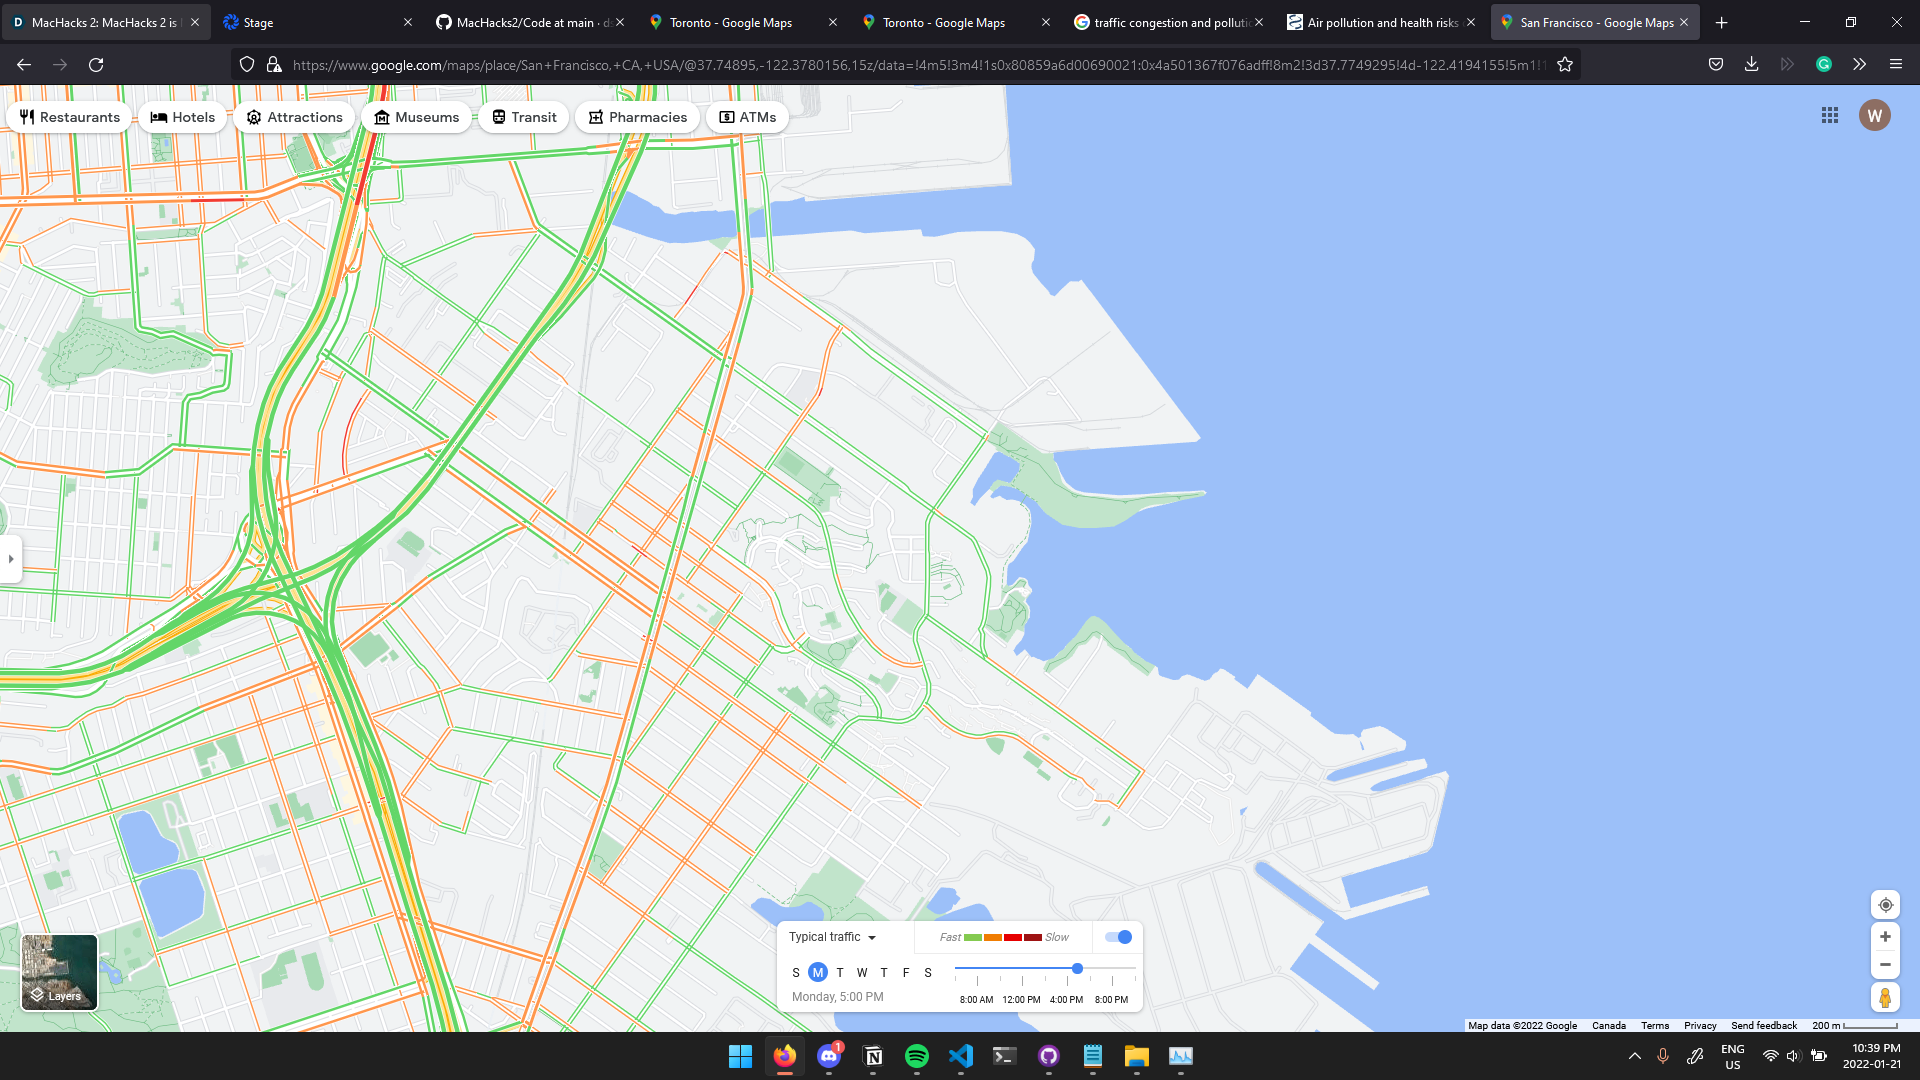 MacHacks 2: MacHacks 2 is
Stage
MacHacks2/Code at main · ds
Toronto - Google Maps
Toronto - Google Maps
traffic congestion and pollutic
Air pollution and health risks
San Francisco - Google Maps
https://www.google.com/maps/place/San+Francisco,+CA,+USA/@37.74895,-122.3780156,15z/data=!4m5!3m4!1s0x80859a6d00690021:0x4a501367f076adff!8m2!3d37.7749295!4d-122.4194155!5m1!1
Restaurants
Hotels
Attractions
Museums
Transit
Pharmacies
ATMs
W
Typical traffic
Fast
Slow
S M T W T F S
Monday, 5:00 PM
8:00 AM 12:00 PM 4:00 PM 8:00 PM
Layers
Map data ©2022 Google Canada Terms Privacy Send feedback 200 m
1
ENG
US
10:39 PM
2022-01-21